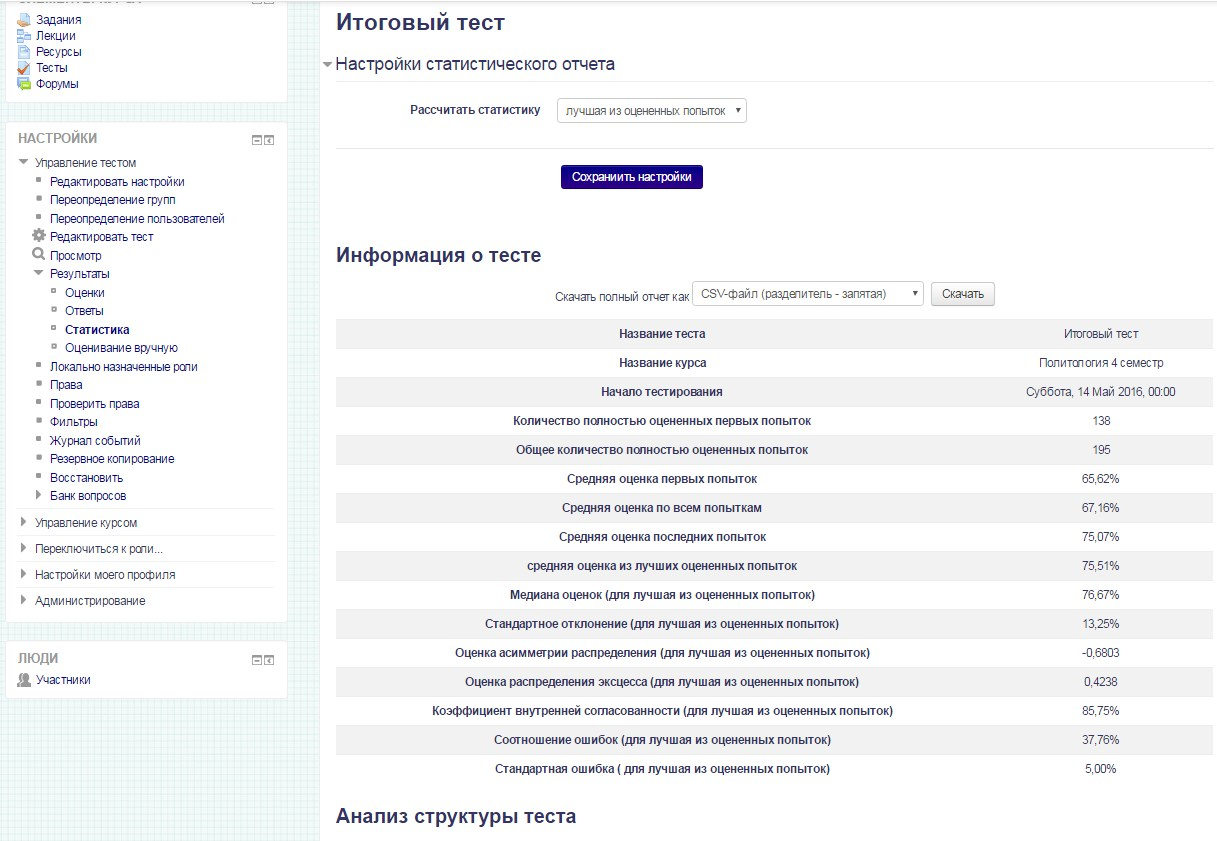 Задания
Лекции
Ресурсы
Тесты
Форумы
НАСТРОЙКИ
Управление тестом
Редактировать настройки
Переопределение групп
Переопределение пользователей
Редактировать тест
Просмотр
Результаты
Оценки
Ответы
Статистика
Оценивание вручную
Локально назначенные роли
Права
Проверить права
Фильтры
Журнал событий
Резервное копирование
Восстановить
Банк вопросов
Управление курсом
Переключиться к роли...
Настройки моего профиля
Администрирование
ЛЮДИ
Участники
Итоговый тест
Настройки статистического отчета
Рассчитать статистику лучшая из оцененных попыток
Сохраниить настройки
Информация о тесте
Скачать полный отчет как CSV-файл (разделитель - запятая) Скачать
Название теста Итоговый тест
Название курса Политология 4 семестр
Начало тестирования Суббота, 14 Май 2016, 00:00
Количество полностью оцененных первых попыток 138
Общее количество полностью оцененных попыток 195
Средняя оценка первых попыток 65,62%
Средняя оценка по всем попыткам 67,16%
Средняя оценка последних попыток 75,07%
средняя оценка из лучших оцененных попыток 75,51%
Медиана оценок (для лучшая из оцененных попыток) 76,67%
Стандартное отклонение (для лучшая из оцененных попыток) 13,25%
Оценка асимметрии распределения (для лучшая из оцененных попыток) -0,6803
Оценка распределения эксцесса (для лучшая из оцененных попыток) 0,4238
Коэффициент внутренней согласованности (для лучшая из оцененных попыток) 85,75%
Соотношение ошибок (для лучшая из оцененных попыток) 37,76%
Стандартная ошибка ( для лучшая из оцененных попыток) 5,00%
Анализ структуры теста